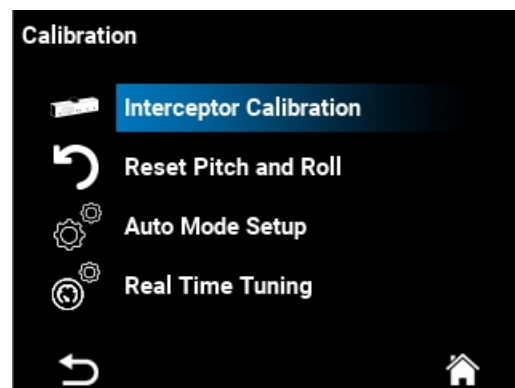 Calibration
Interceptor Calibration
Reset Pitch and Roll
Auto Mode Setup
Real Time Tuning